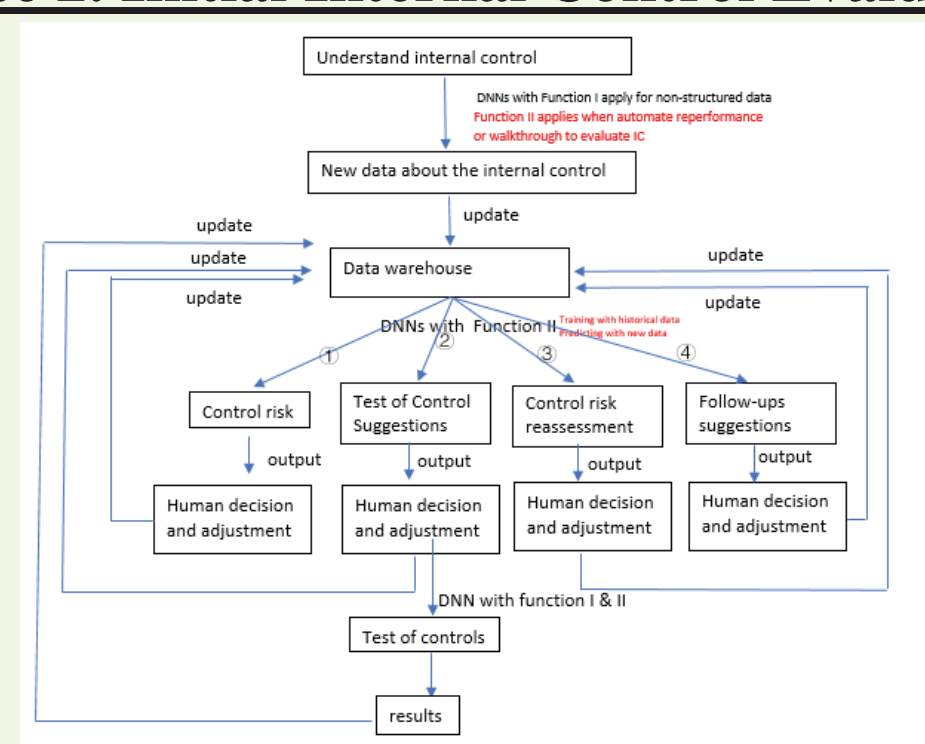 Understand internal control
DNNs with Function I apply for non-structured data
Function II applies when automate reperformance
or walkthrough to evaluate IC
New data about the internal control
update
update
update
update
Data warehouse
update
update
DNNs with Function II
Training with historical data
Predicting with new data
①
②
③
④
Control risk
Test of Control
Suggestions
Control risk
reassessment
Follow-ups
suggestions
output
output
output
output
Human decision
and adjustment
Human decision
and adjustment
Human decision
and adjustment
Human decision
and adjustment
DNN with function I & II
Test of controls
results